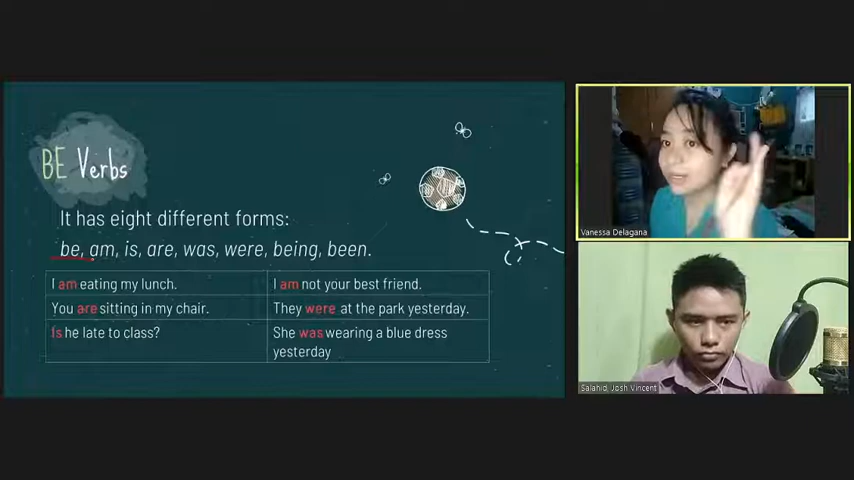 BE Verbs
It has eight different forms:
be, am, is, are, was, were, being, been.
I am eating my lunch.
I am not your best friend.
You are sitting in my chair.
They were at the park yesterday.
Is he late to class?
She was wearing a blue dress
yesterday
Vanessa Delagana
Salahid, Josh Vincent